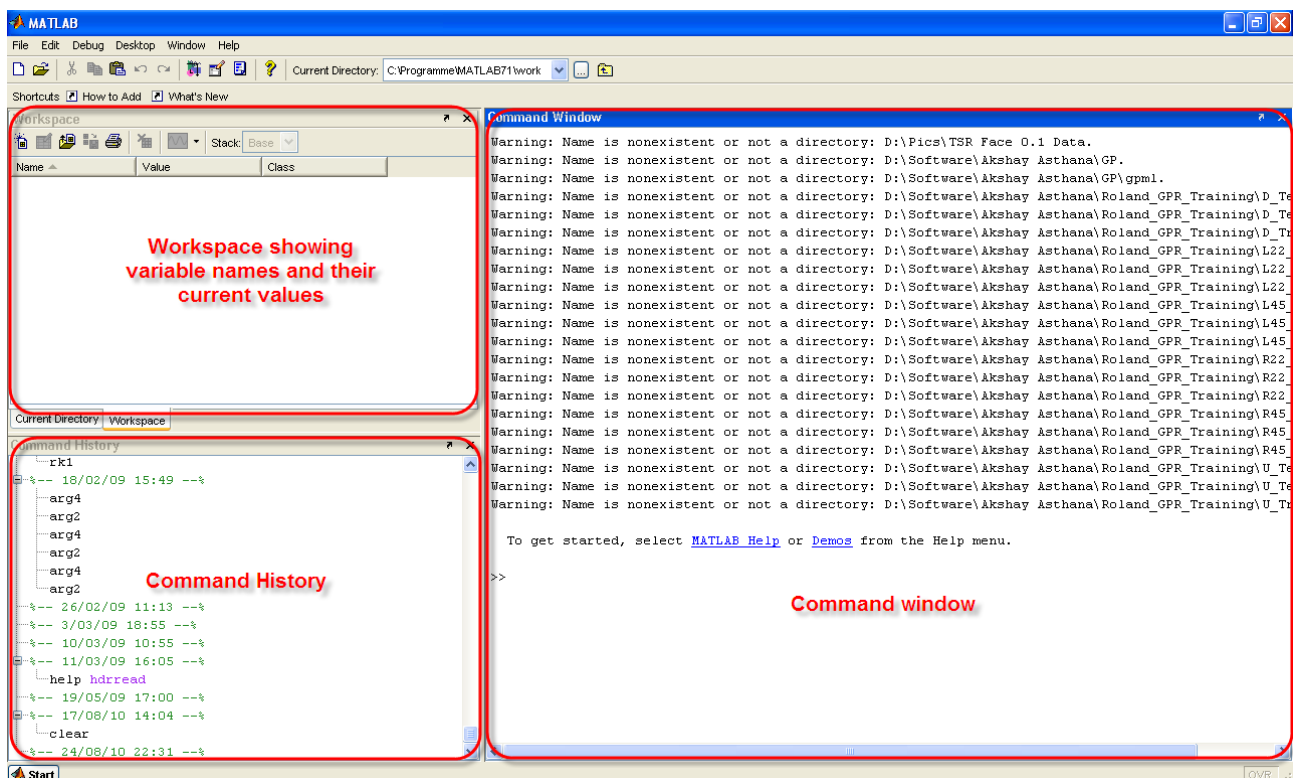 MATLAB
File Edit Debug Desktop Window Help
Current Directory: C:\Programme\MATLAB71\work
Shortcuts How to Add What's New
Workspace
Stack: Base
Name Value Class
Workspace showing
variable names and their
current values
Current Directory Workspace
Command History
rk1
%-- 18/02/09 15:49 --%
arg4
arg2
arg4
arg2
arg4
arg2
%-- 26/02/09 11:13 --%
%-- 3/03/09 18:55 --%
%-- 10/03/09 10:55 --%
%-- 11/03/09 16:05 --%
help hdrread
%-- 19/05/09 17:00 --%
%-- 17/08/10 14:04 --%
clear
%-- 24/08/10 22:31 --%
Command History
Command Window
Warning: Name is nonexistent or not a directory: D:\Pics\TSR Face 0.1 Data.
Warning: Name is nonexistent or not a directory: D:\Software\Akshay Asthana\GP.
Warning: Name is nonexistent or not a directory: D:\Software\Akshay Asthana\GP\gpml.
Warning: Name is nonexistent or not a directory: D:\Software\Akshay Asthana\Roland_GPR_Training\D_Te
Warning: Name is nonexistent or not a directory: D:\Software\Akshay Asthana\Roland_GPR_Training\D_Te
Warning: Name is nonexistent or not a directory: D:\Software\Akshay Asthana\Roland_GPR_Training\D_Tr
Warning: Name is nonexistent or not a directory: D:\Software\Akshay Asthana\Roland_GPR_Training\L22_
Warning: Name is nonexistent or not a directory: D:\Software\Akshay Asthana\Roland_GPR_Training\L22_
Warning: Name is nonexistent or not a directory: D:\Software\Akshay Asthana\Roland_GPR_Training\L22_
Warning: Name is nonexistent or not a directory: D:\Software\Akshay Asthana\Roland_GPR_Training\L45_
Warning: Name is nonexistent or not a directory: D:\Software\Akshay Asthana\Roland_GPR_Training\L45_
Warning: Name is nonexistent or not a directory: D:\Software\Akshay Asthana\Roland_GPR_Training\L45_
Warning: Name is nonexistent or not a directory: D:\Software\Akshay Asthana\Roland_GPR_Training\R22_
Warning: Name is nonexistent or not a directory: D:\Software\Akshay Asthana\Roland_GPR_Training\R22_
Warning: Name is nonexistent or not a directory: D:\Software\Akshay Asthana\Roland_GPR_Training\R22_
Warning: Name is nonexistent or not a directory: D:\Software\Akshay Asthana\Roland_GPR_Training\R45_
Warning: Name is nonexistent or not a directory: D:\Software\Akshay Asthana\Roland_GPR_Training\R45_
Warning: Name is nonexistent or not a directory: D:\Software\Akshay Asthana\Roland_GPR_Training\R45_
Warning: Name is nonexistent or not a directory: D:\Software\Akshay Asthana\Roland_GPR_Training\U_Te
Warning: Name is nonexistent or not a directory: D:\Software\Akshay Asthana\Roland_GPR_Training\U_Te
Warning: Name is nonexistent or not a directory: D:\Software\Akshay Asthana\Roland_GPR_Training\U_Tr
To get started, select MATLAB Help or Demos from the Help menu.
>>
Command window
Start
OVR